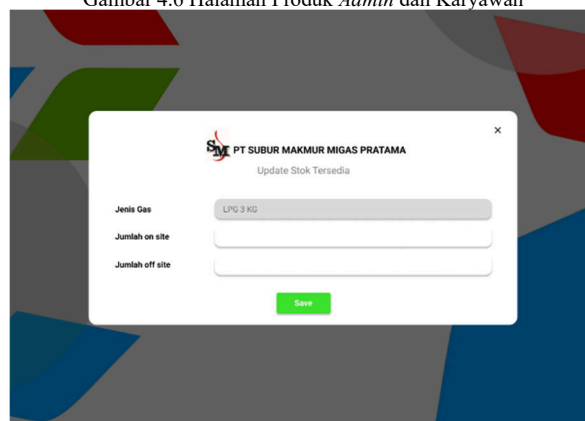 Gambar 4.6 Halaman Produk Admin dan Karyawan
×
SM PT SUBUR MAKMUR MIGAS PRATAMA
Update Stok Tersedia
Jenis Gas LPG 3 KG
Jumlah on site
Jumlah off site
Save